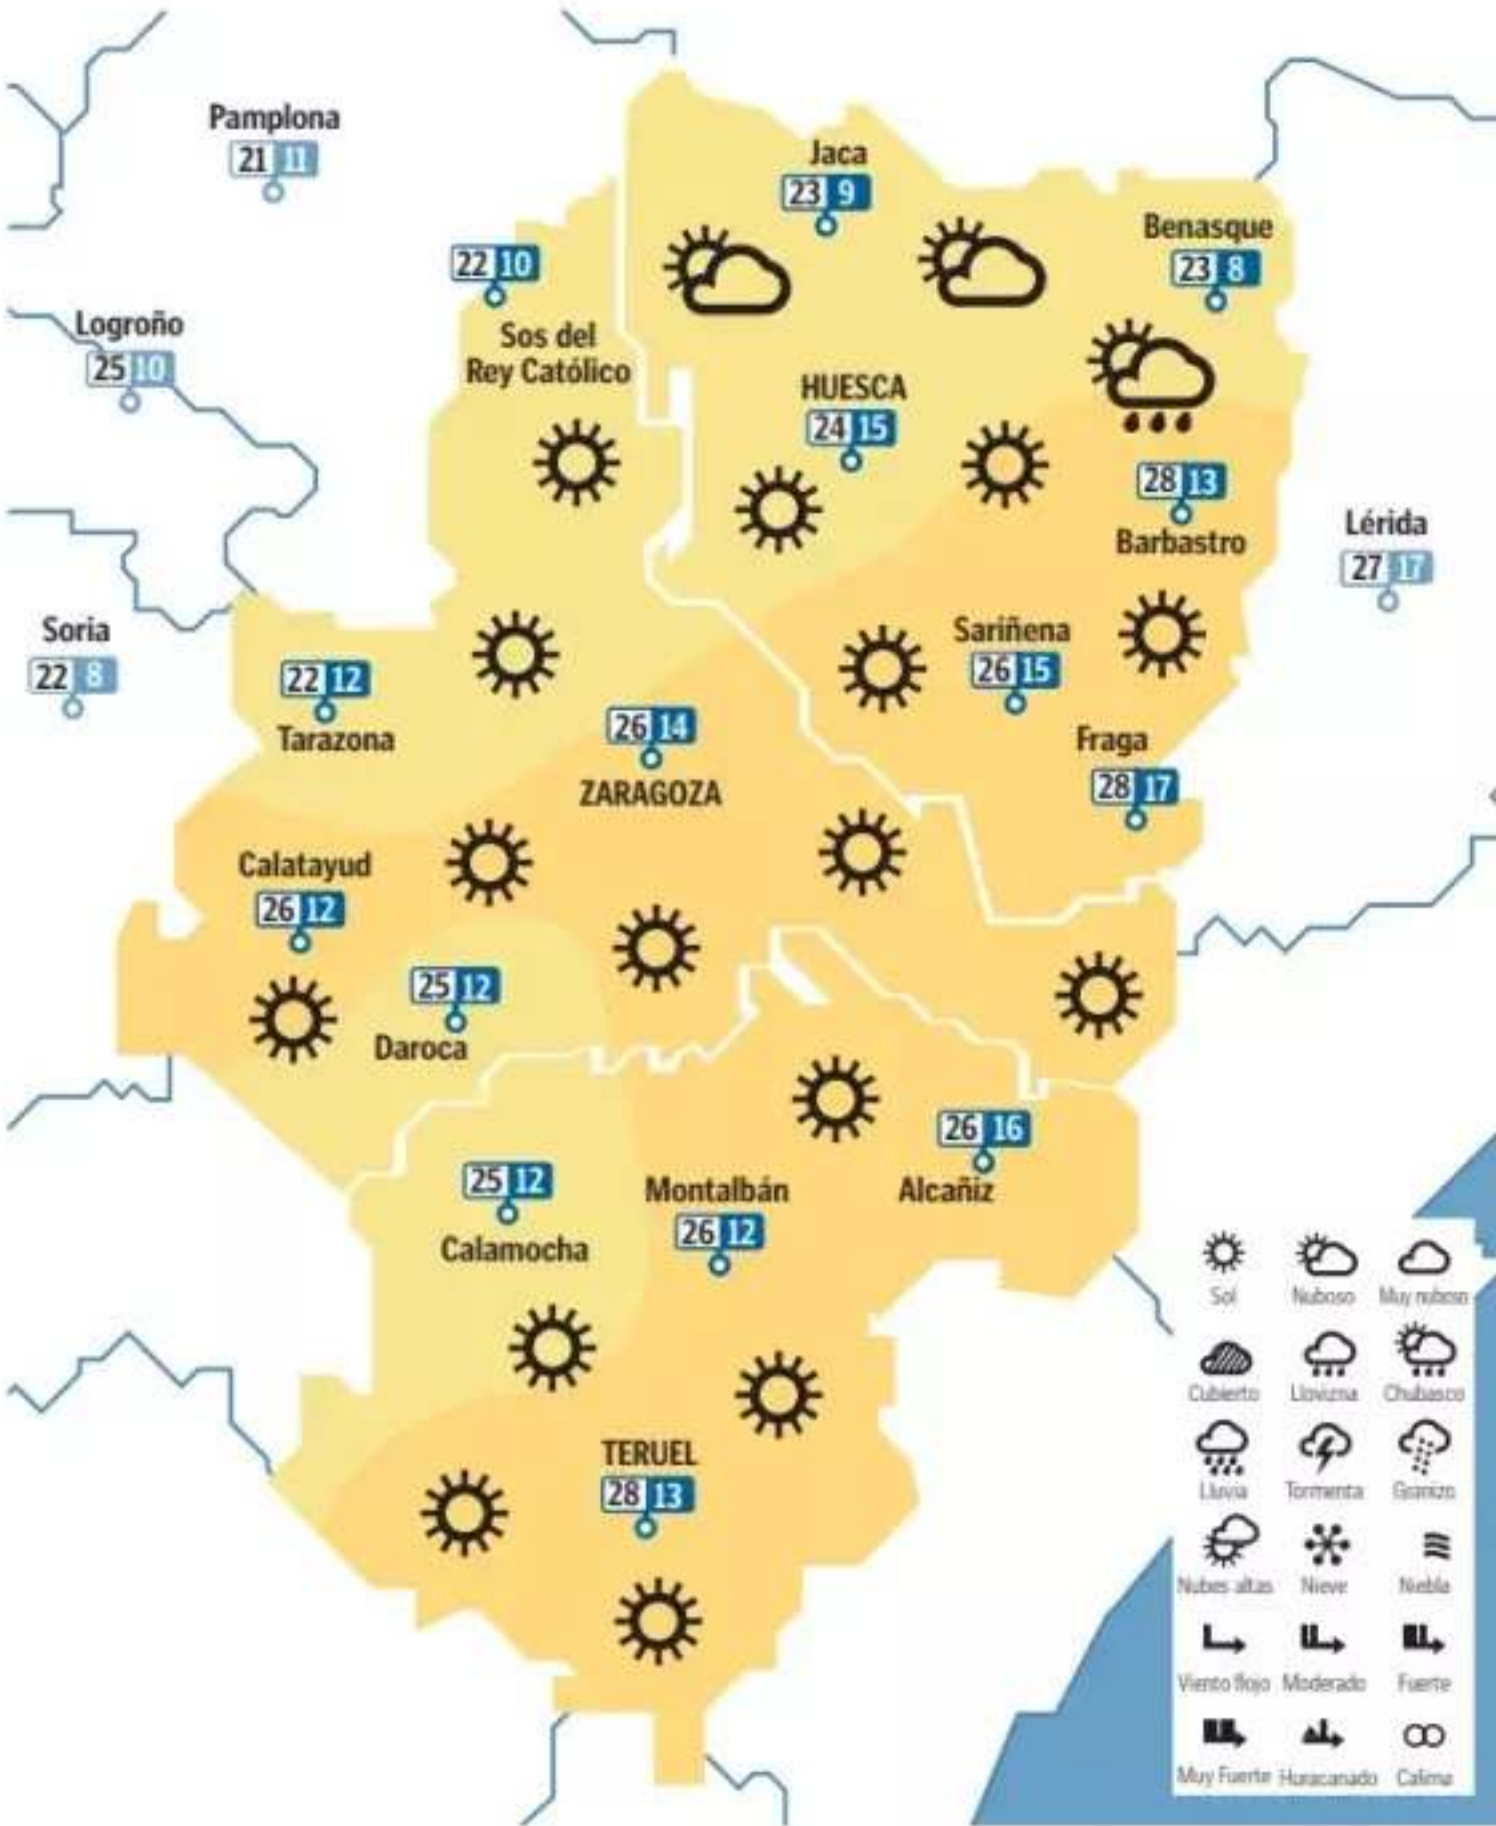 Pamplona
21 11
Jaca
23 9
Benasque
23 8
22 10
Sos del
Rey Católico
Logroño
25 10
HUESCA
24 15
28 13
Barbastro
Lérida
27 17
Soria
22 8
22 12
Tarazona
Sariñena
26 15
26 14
ZARAGOZA
Fraga
28 17
Calatayud
26 12
25 12
Daroca
26 16
Alcañiz
25 12
Calamocha
Montalbán
26 12
TERUEL
28 13
Sol Nuboso Muy nuboso
Cubierto Llovizna Chubasco
Lluvia Tormenta Granizo
Nubes altas Nieve Niebla
Viento flojo Moderado Fuerte
Muy Fuerte Huracanado Calima